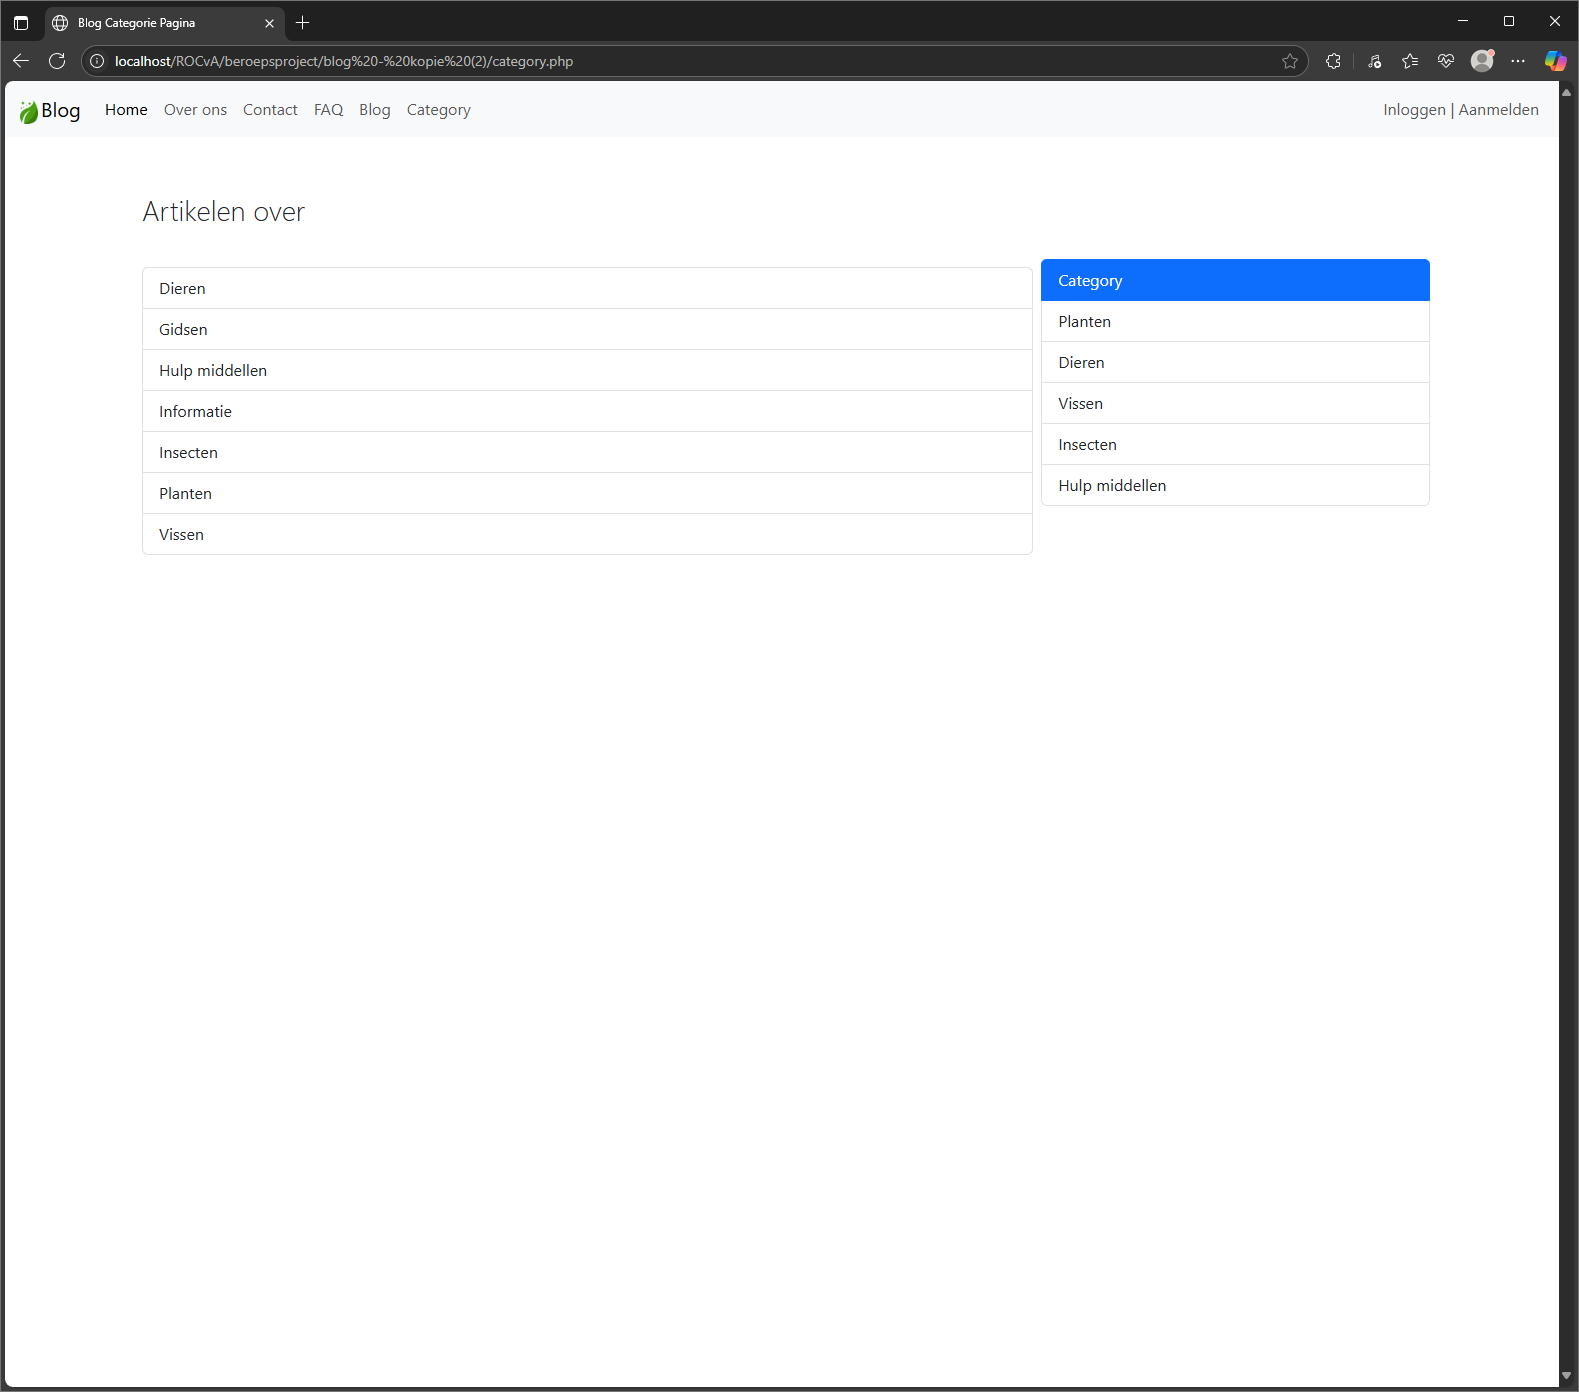 Blog Categorie Pagina
localhost/ROCvA/beroepsproject/blog%20-%20kopie%20(2)/category.php
Blog Home Over ons Contact FAQ Blog Category Inloggen | Aanmelden
Artikelen over
Dieren
Gidsen
Hulp middellen
Informatie
Insecten
Planten
Vissen
Category
Planten
Dieren
Vissen
Insecten
Hulp middellen